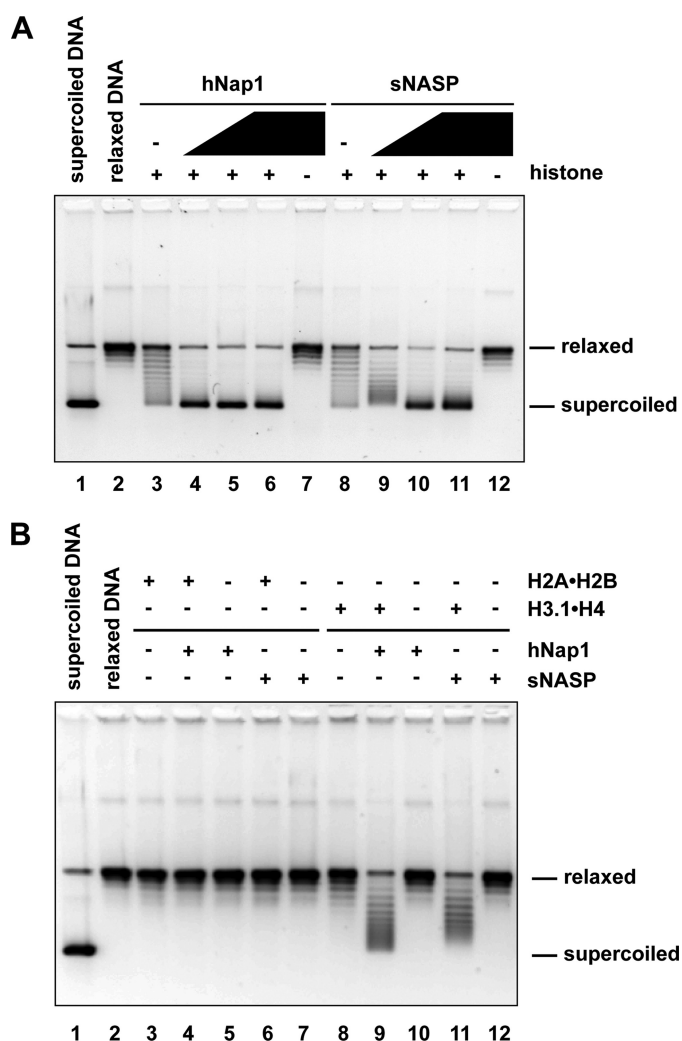 A
supercoiled DNA
relaxed DNA
hNap1 sNASP
- -
+ + + + - + + + + - histone
relaxed
supercoiled
1 2 3 4 5 6 7 8 9 10 11 12
B
supercoiled DNA
relaxed DNA
+ + - + - - - - - - H2A•H2B
- - - - - + + - + - H3.1•H4
- + + - - - + + - - hNap1
- - - + + - - - + + sNASP
relaxed
supercoiled
1 2 3 4 5 6 7 8 9 10 11 12